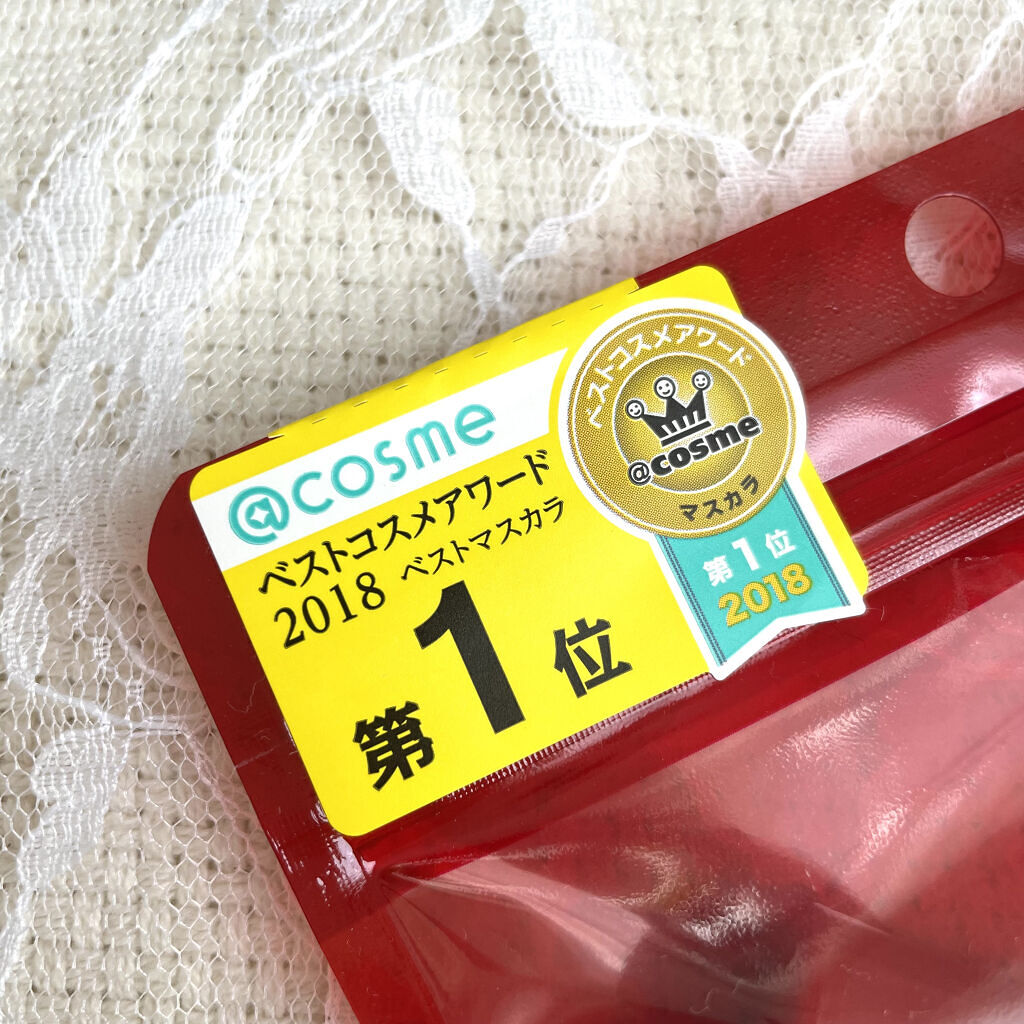 @cosme
ベストコスメアワード
2018 ベストマスカラ
第1位
ベストコスメアワード
@cosme
マスカラ
第1位
2018